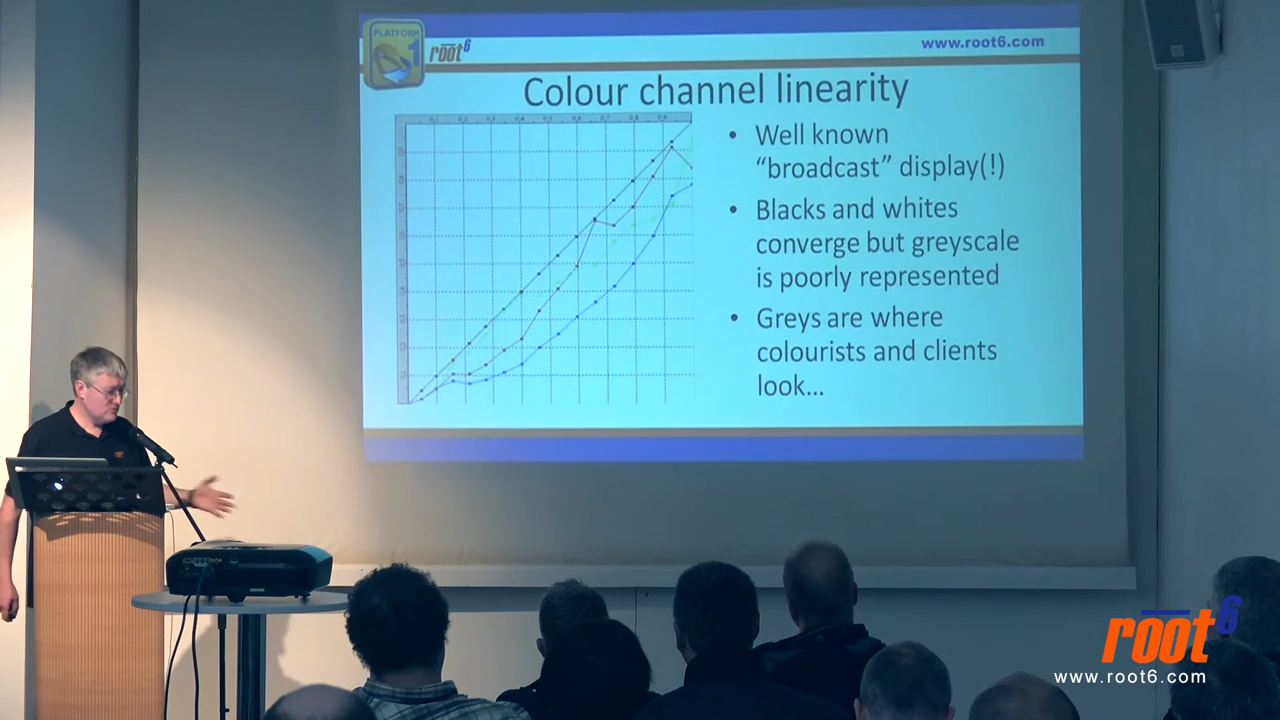 PLATFORM
1
root6
www.root6.com
Colour channel linearity
• Well known
“broadcast” display(!)
• Blacks and whites
converge but greyscale
is poorly represented
• Greys are where
colourists and clients
look...
root6
www.root6.com